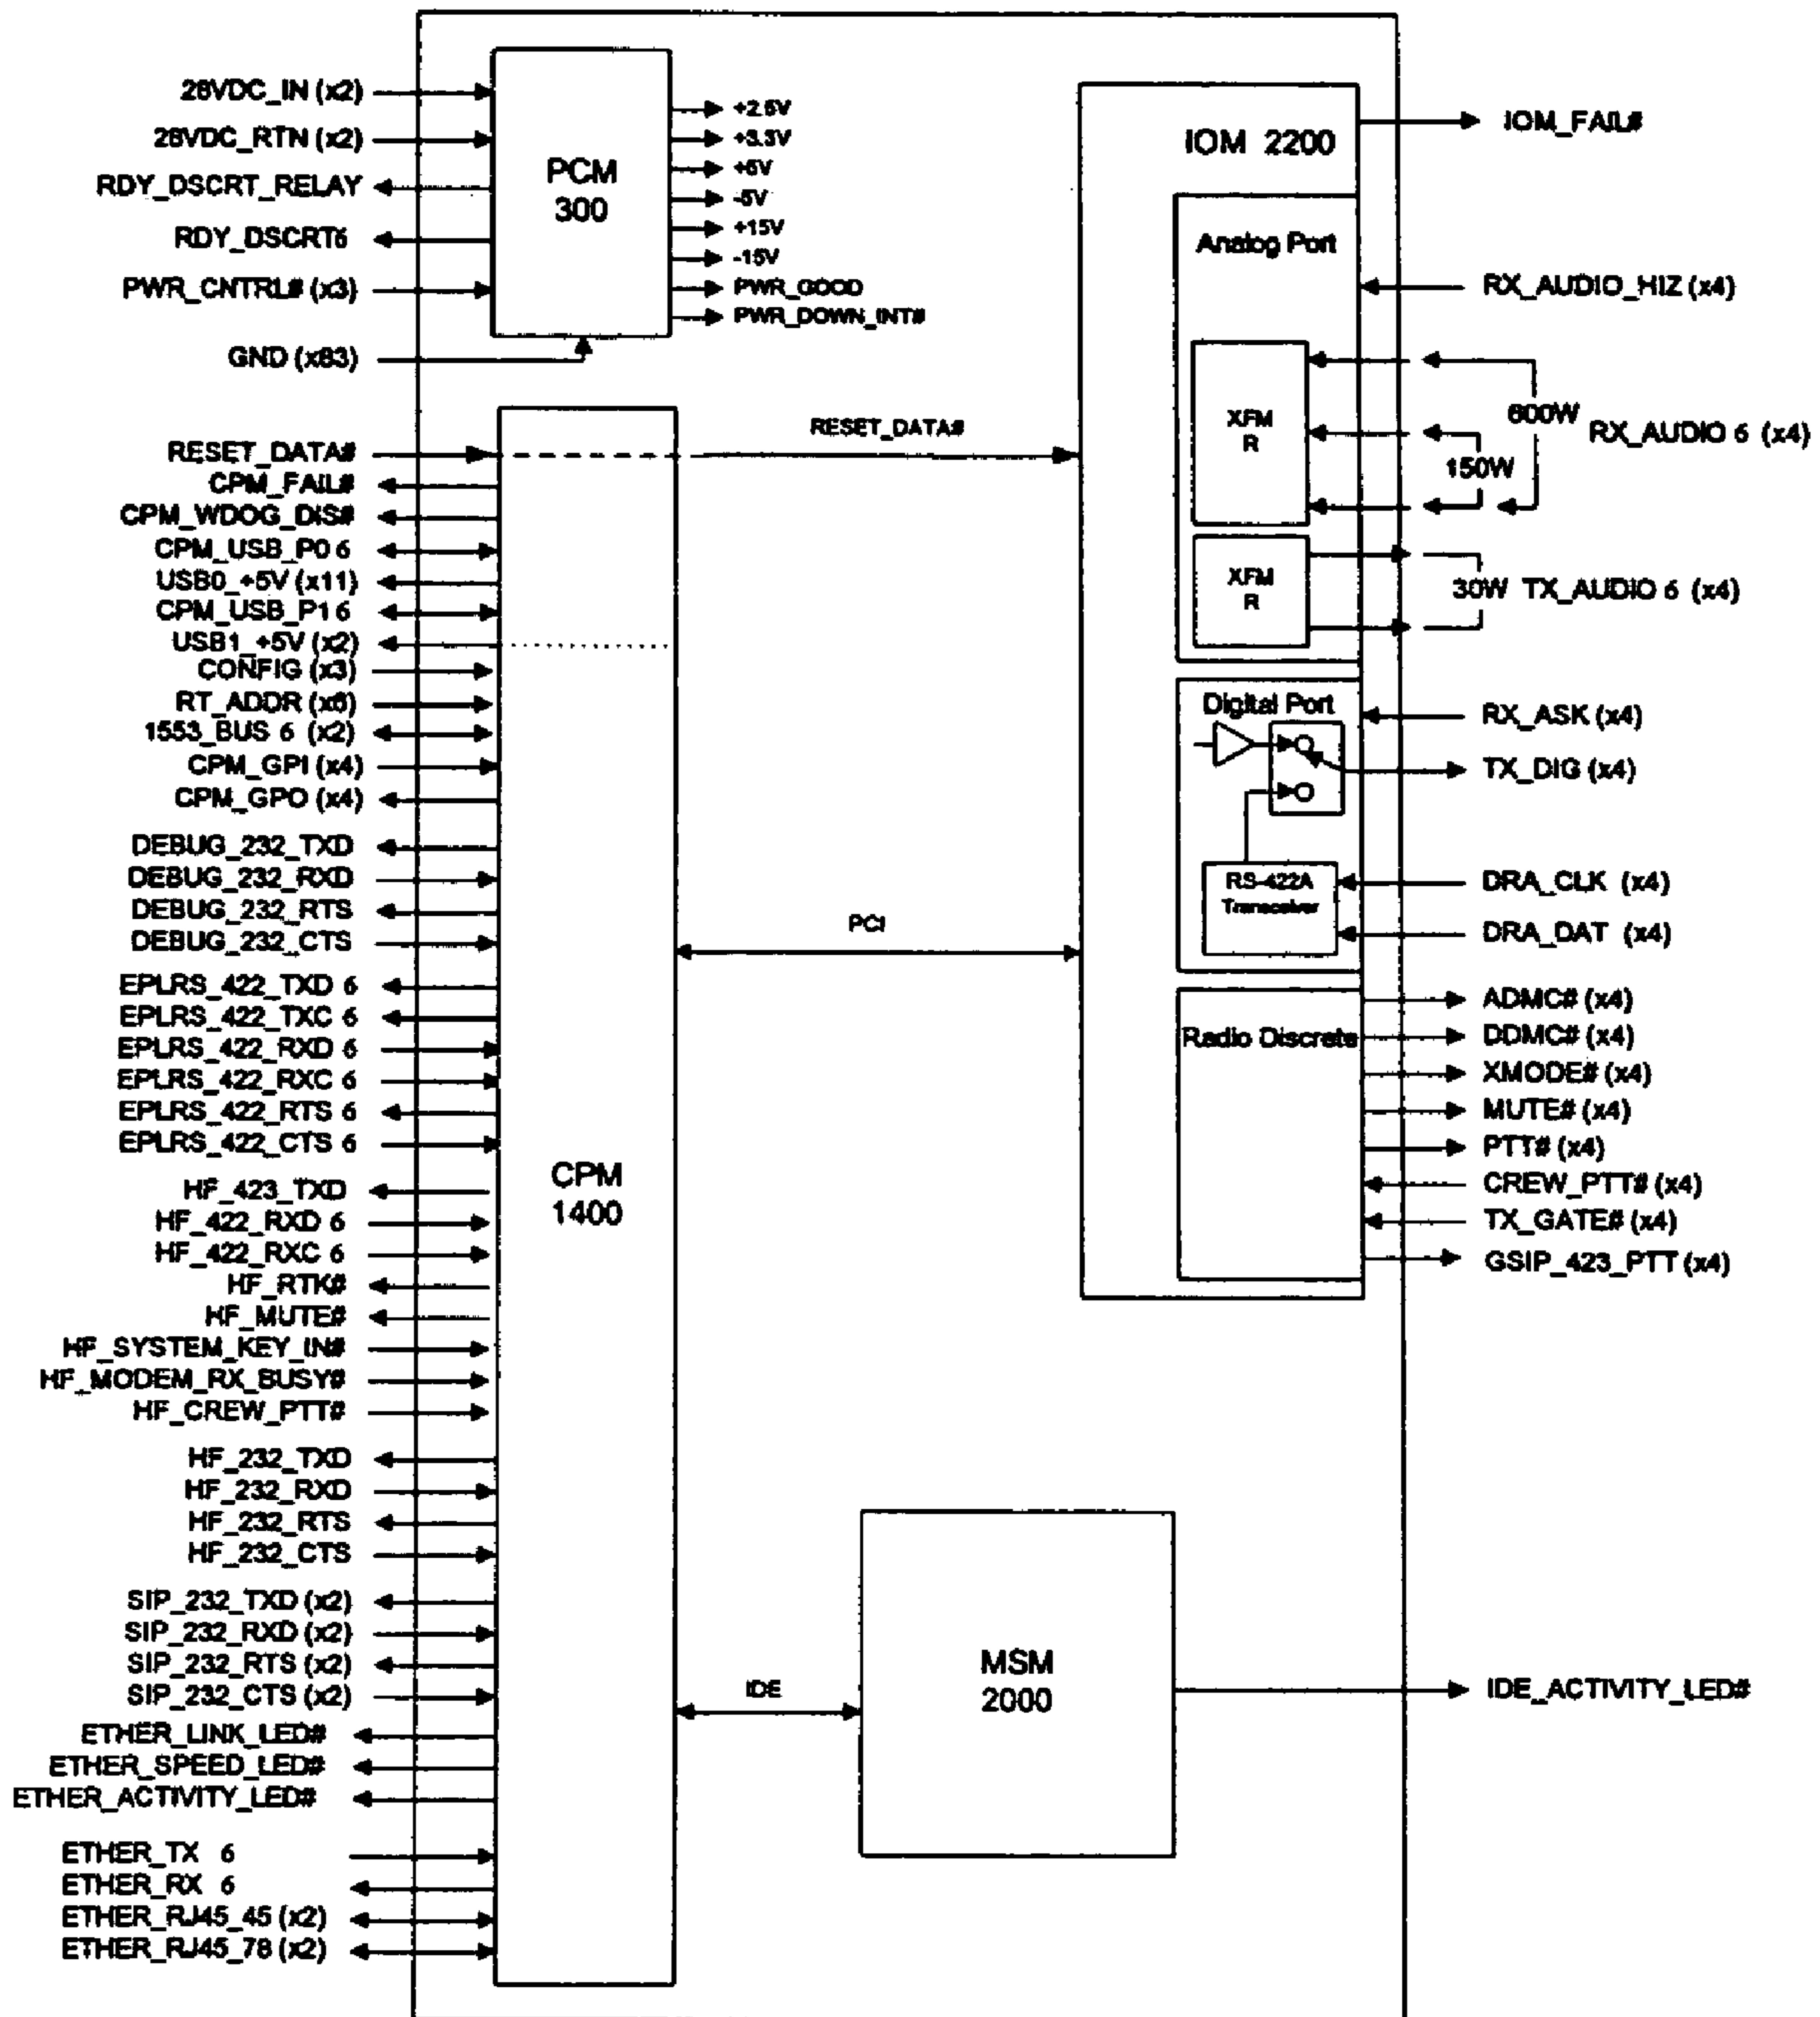 28VDC_IN (x2)
28VDC_RTN (x2)
RDY_DSCRT_RELAY
RDY_DSCRT6
PWR_CNTRL# (x3)
GND (x83)
PCM
300
+2.5V
+3.3V
+5V
-5V
+15V
-15V
PWR_GOOD
PWR_DOWN_INT#
RESET_DATA#
CPM_FAIL#
CPM_WDOG_DIS#
CPM_USB_P0 6
USB0_+5V (x11)
CPM_USB_P1 6
USB1_+5V (x2)
CONFIG (x3)
RT_ADDR (x6)
1553_BUS 6 (x2)
CPM_GPI (x4)
CPM_GPO (x4)
DEBUG_232_TXD
DEBUG_232_RXD
DEBUG_232_RTS
DEBUG_232_CTS
EPLRS_422_TXD 6
EPLRS_422_TXC 6
EPLRS_422_RXD 6
EPLRS_422_RXC 6
EPLRS_422_RTS 6
EPLRS_422_CTS 6
HF_423_TXD
HF_422_RXD 6
HF_422_RXC 6
HF_RTK#
HF_MUTE#
HF_SYSTEM_KEY_IN#
HF_MODEM_RX_BUSY#
HF_CREW_PTT#
HF_232_TXD
HF_232_RXD
HF_232_RTS
HF_232_CTS
SIP_232_TXD (x2)
SIP_232_RXD (x2)
SIP_232_RTS (x2)
SIP_232_CTS (x2)
ETHER_LINK_LED#
ETHER_SPEED_LED#
ETHER_ACTIVITY_LED#
ETHER_TX 6
ETHER_RX 6
ETHER_RJ45_45 (x2)
ETHER_RJ45_78 (x2)
CPM
1400
RESET_DATA#
PCI
IDE
MSM
2000
IDE_ACTIVITY_LED#
IOM 2200
IOM_FAIL#
Analog Port
RX_AUDIO_HIZ (x4)
XFM
R
600W
150W
RX_AUDIO 6 (x4)
XFM
R
30W TX_AUDIO 6 (x4)
Digital Port
RX_ASK (x4)
TX_DIG (x4)
RS-422A
Transceiver
DRA_CLK (x4)
DRA_DAT (x4)
Radio Discrete
ADMC# (x4)
DDMC# (x4)
XMODE# (x4)
MUTE# (x4)
PTT# (x4)
CREW_PTT# (x4)
TX_GATE# (x4)
GSIP_423_PTT (x4)